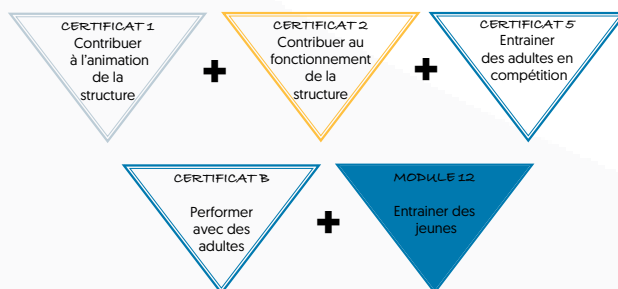 CERTIFICAT 1
Contribuer
à l'animation
de la
structure
+
CERTIFICAT 2
Contribuer au
fonctionnement
de la
structure
+
CERTIFICAT 5
Entrainer
des adultes en
compétition
CERTIFICAT B
Performer
avec des
adultes
+
MODULE 12
Entrainer des
jeunes